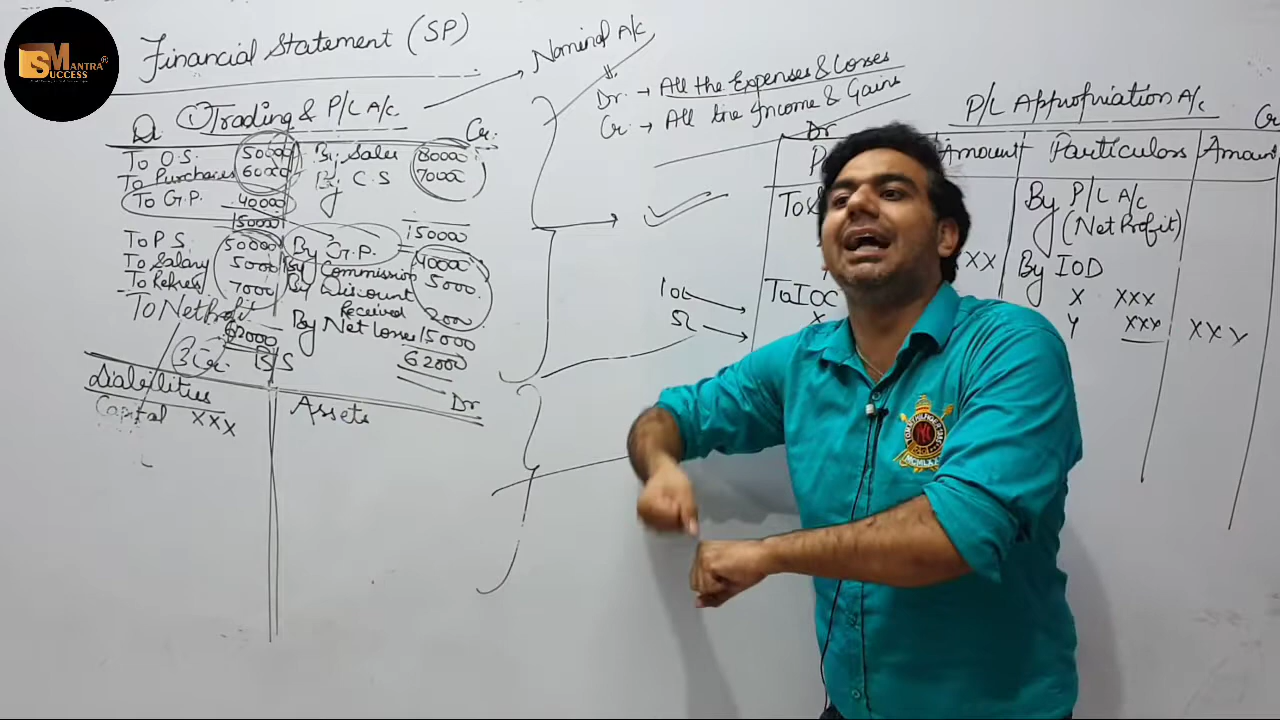 MANTRA®
SUCCESS
Financial Statement (SP)
Nominal A/c
Dr. → All the Expenses & Losses
Cr. → All the Income & Gains
① Trading & P/L A/c
Dr.
Cr.
To O.S. 50000 By Sales 80000
To Purchases 60000 By C.S 70000
To G.P. 40000
150000 150000
To P.S. 50000 By G.P. 40000
To Salary 5000 By Commission 5000
7000 By Discount Received 2000
To Net Profit By Net Losses 15000
62000 62000
B S
Cr.
Dr
Liabilities Assets
Capital XXX
P/L Appropriation A/c
Dr
Cr
Amount Particulars Amount
By P/L A/c
(Net Profit)
XX By IOD
To IOC X XXX
X Y XXX XXX